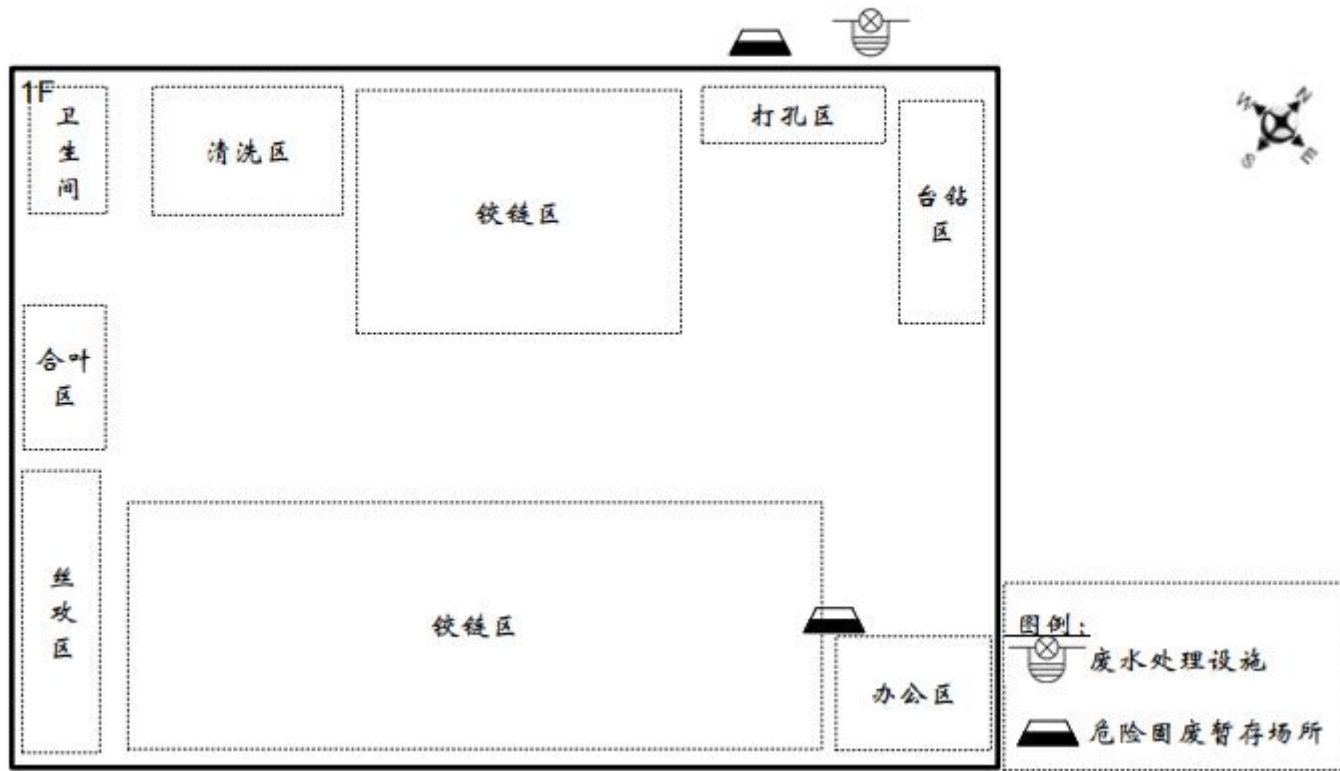 1F
卫
生
间
清洗区
铰链区
打孔区
台钻
区
合叶
区
丝
攻
区
铰链区
办公区
N
W
E
S
图例：
废水处理设施
危险固废暂存场所